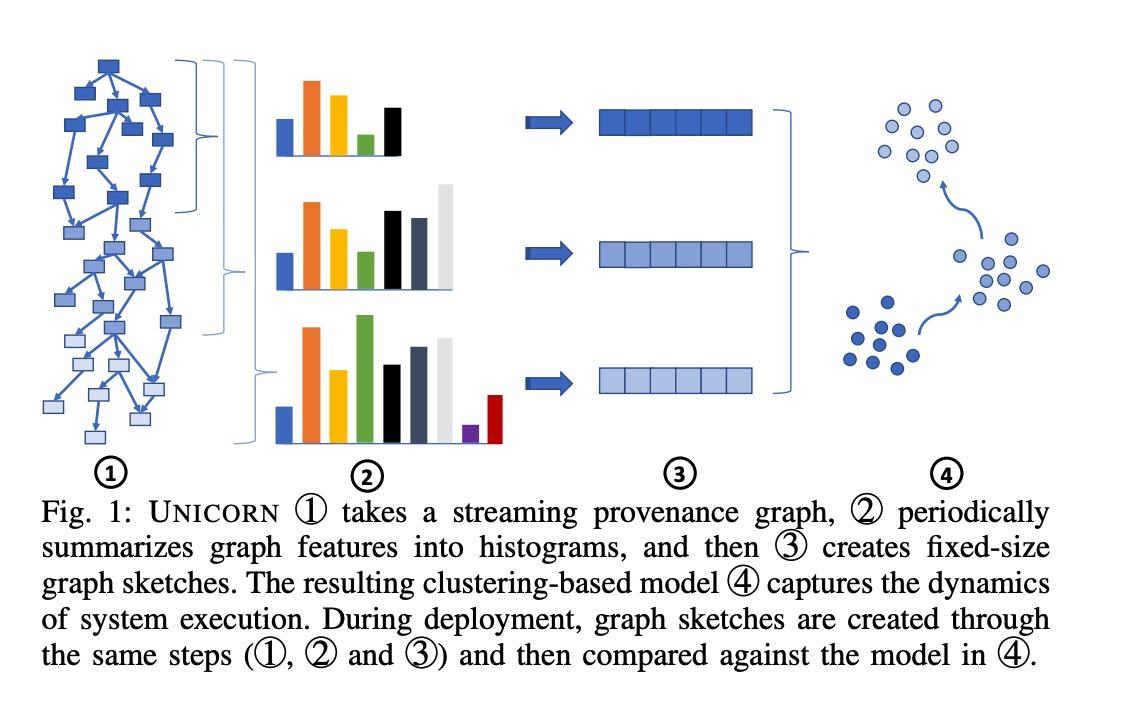 ① ② ③ ④
Fig. 1: UNICORN ① takes a streaming provenance graph, ② periodically
summarizes graph features into histograms, and then ③ creates fixed-size
graph sketches. The resulting clustering-based model ④ captures the dynamics
of system execution. During deployment, graph sketches are created through
the same steps (①, ② and ③) and then compared against the model in ④.